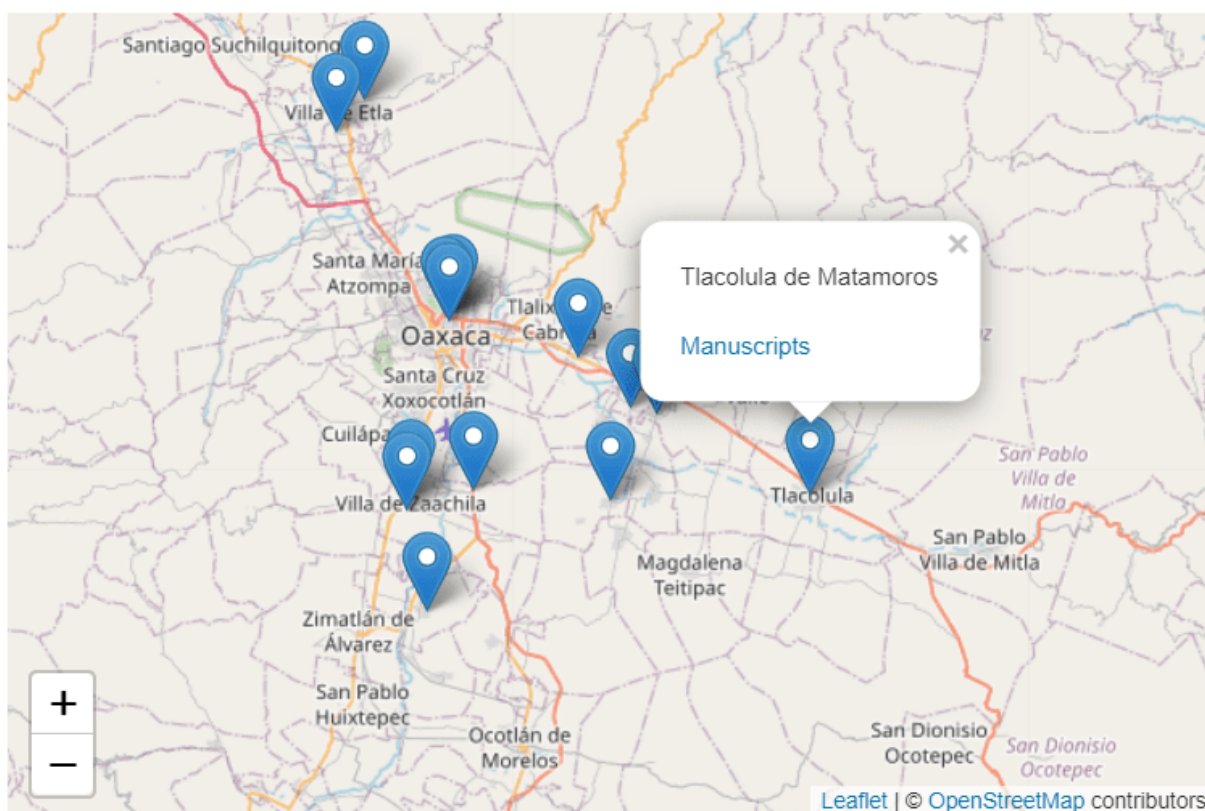 Santiago Suchilquitong
Villa de Etla
Santa María
Atzompa
Tlalix
Cab
Oaxaca
Santa Cruz
Xoxocotlán
Cuilápa
Villa de Zaachila
×
Tlacolula de Matamoros
Manuscripts
Tlacolula
San Pablo
Villa de
Mitla
San Pablo
Villa de Mitla
Magdalena
Teitipac
Zimatlán de
Álvarez
San Pablo
Huixtepec
Ocotlán de
Morelos
San Dionisio
Ocotepec
San Dionisio
Ocotepec
+
−
Leaflet | © OpenStreetMap contributors